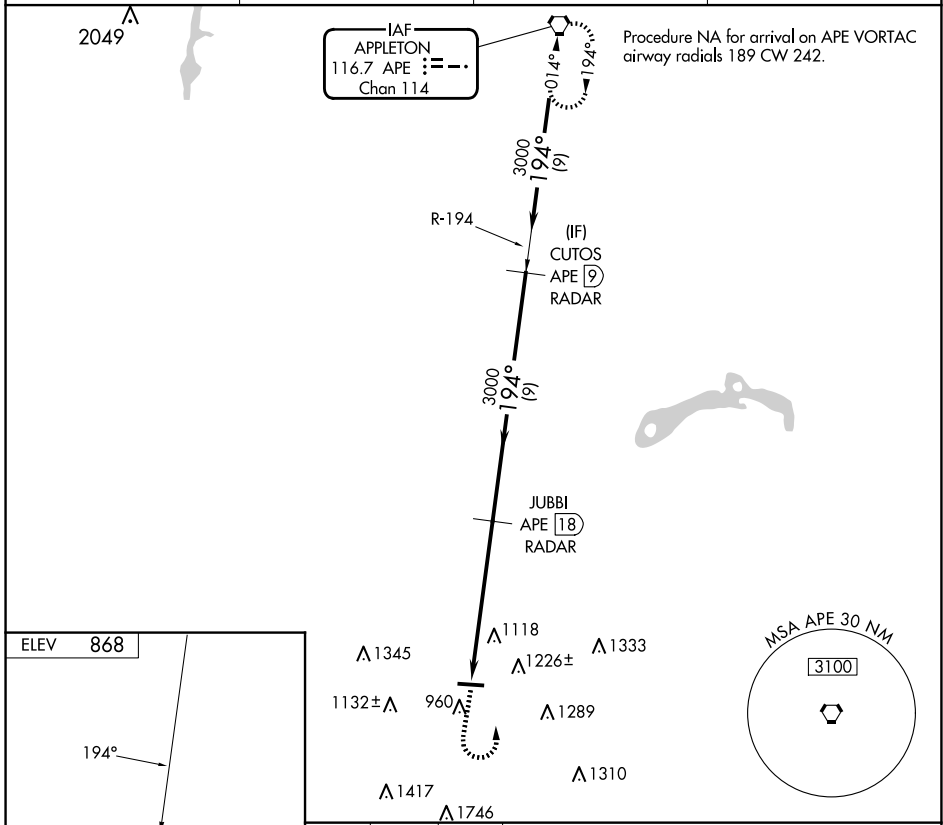 2049
IAF
APPLETON
116.7 APE
Chan 114
014°
194°
Procedure NA for arrival on APE VORTAC
airway radials 189 CW 242.
3000
194°
(9)
R-194
(IF)
CUTOS
APE 9
RADAR
3000
194°
(9)
JUBBI
APE 18
RADAR
ELEV 868
194°
1118
1345
1226±
1333
1132±
960
1289
1310
1417
1746
MSA APE 30 NM
3100